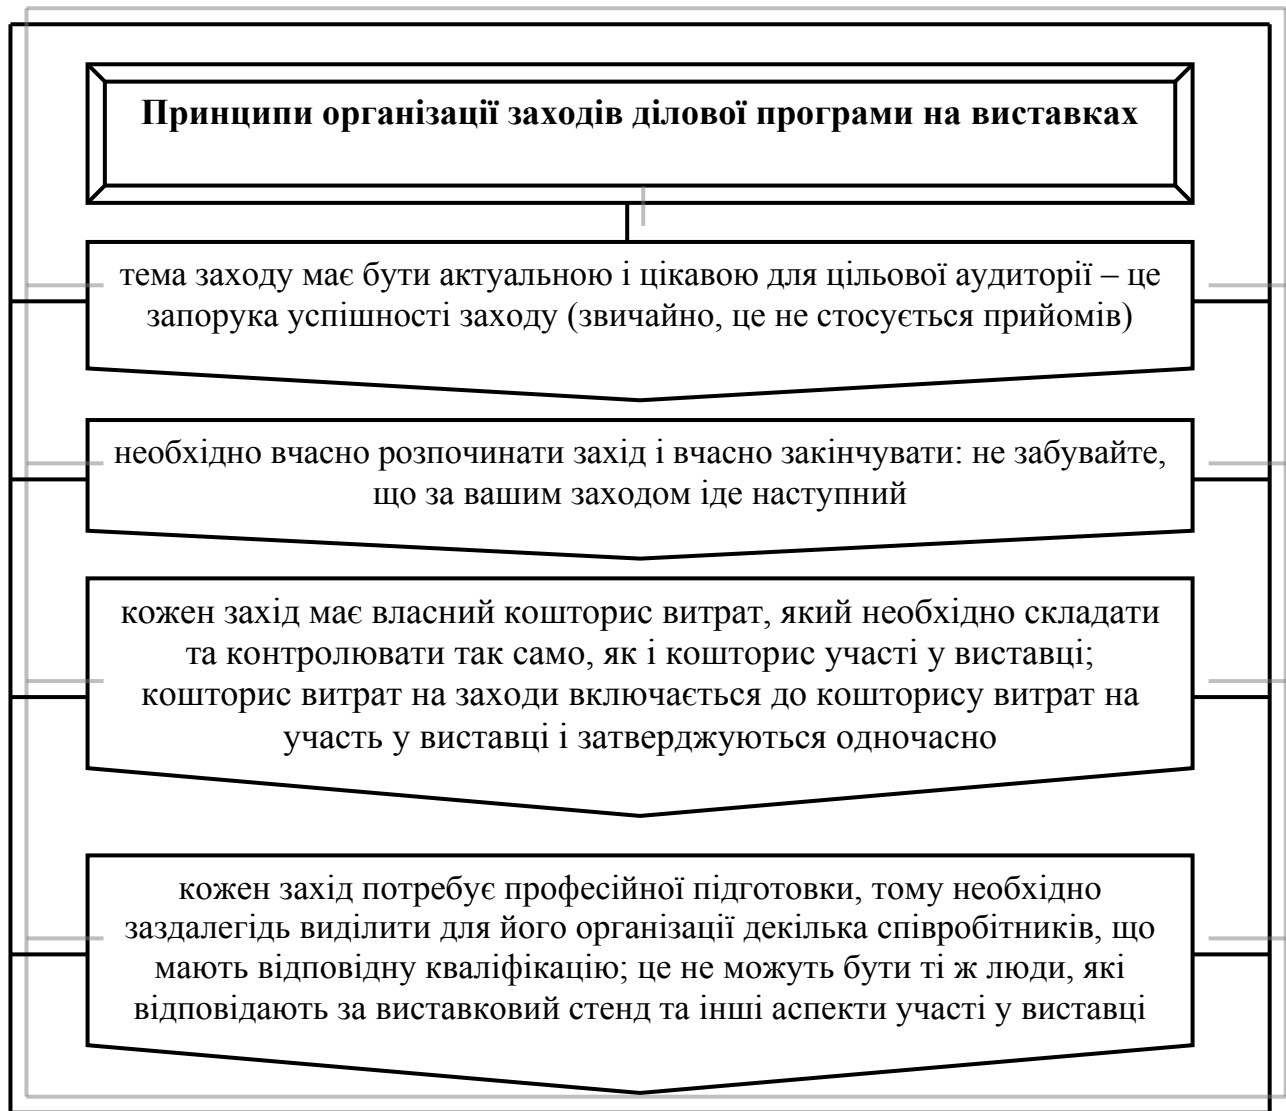 Принципи організації заходів ділової програми на виставках
тема заходу має бути актуальною і цікавою для цільової аудиторії – це
запорука успішності заходу (звичайно, це не стосується прийомів)
необхідно вчасно розпочинати захід і вчасно закінчувати: не забувайте,
що за вашим заходом іде наступний
кожен захід має власний кошторис витрат, який необхідно складати
та контролювати так само, як і кошторис участі у виставці;
кошторис витрат на заходи включається до кошторису витрат на
участь у виставці і затверджуються одночасно
кожен захід потребує професійної підготовки, тому необхідно
заздалегідь виділити для його організації декілька співробітників, що
мають відповідну кваліфікацію; це не можуть бути ті ж люди, які
відповідають за виставковий стенд та інші аспекти участі у виставці